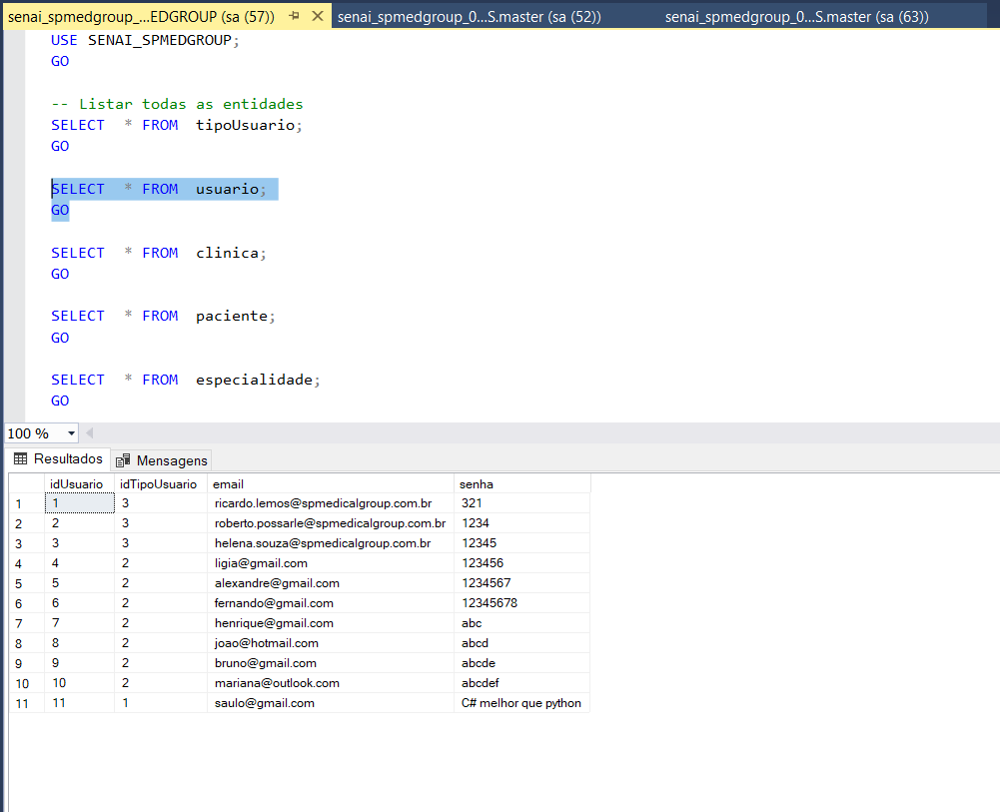 senai_spmedgroup_...EDGROUP (sa (57)) senai_spmedgroup_0...S.master (sa (52)) senai_spmedgroup_0...S.master (sa (63))
USE SENAI_SPMEDGROUP;
GO
-- Listar todas as entidades
SELECT * FROM tipoUsuario;
GO
SELECT * FROM usuario;
GO
SELECT * FROM clinica;
GO
SELECT * FROM paciente;
GO
SELECT * FROM especialidade;
GO
100 %
Resultados Mensagens
idUsuario idTipoUsuario email senha
1 1 3 ricardo.lemos@spmedicalgroup.com.br 321
2 2 3 roberto.possarle@spmedicalgroup.com.br 1234
3 3 3 helena.souza@spmedicalgroup.com.br 12345
4 4 2 ligia@gmail.com 123456
5 5 2 alexandre@gmail.com 1234567
6 6 2 fernando@gmail.com 12345678
7 7 2 henrique@gmail.com abc
8 8 2 joao@hotmail.com abcd
9 9 2 bruno@gmail.com abcde
10 10 2 mariana@outlook.com abcdef
11 11 1 saulo@gmail.com C# melhor que python